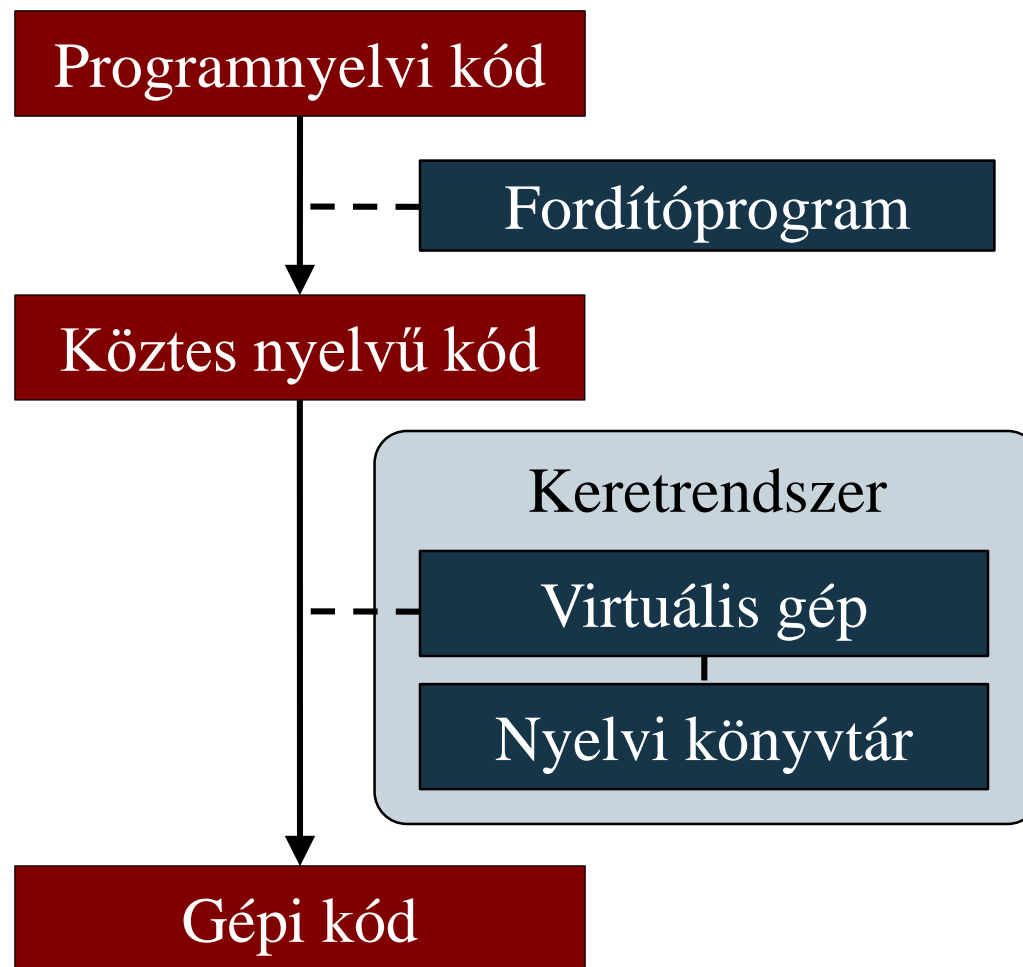 Programnyelvi kód
Fordítóprogram
Köztes nyelvű kód
Keretrendszer
Virtuális gép
Nyelvi könyvtár
Gépi kód